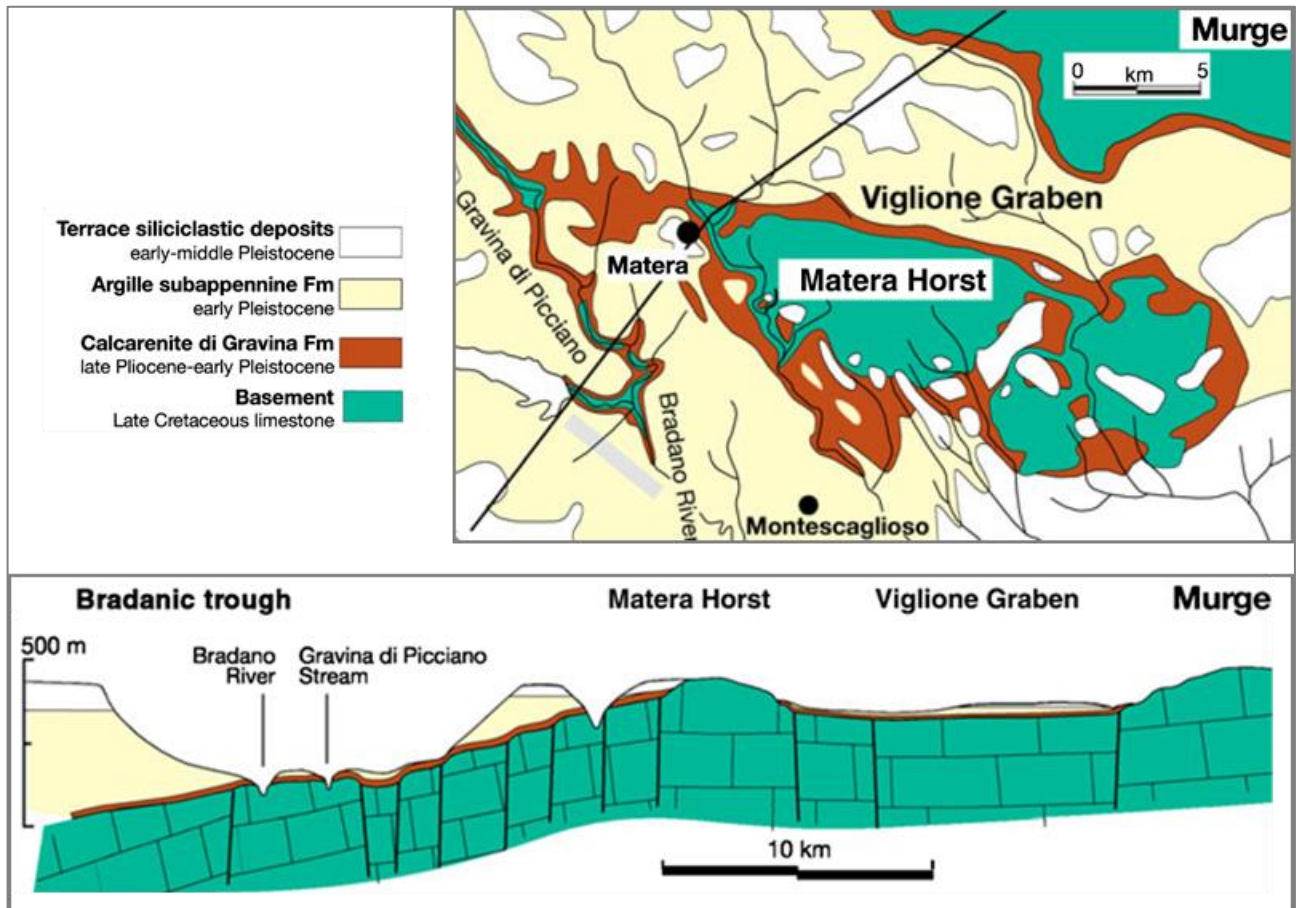 Murge
0 km 5
Viglione Graben
Gravina di Picciano
Matera
Matera Horst
Bradano River
Montescaglioso
Terrace siliciclastic deposits
early-middle Pleistocene
Argille subappennine Fm
early Pleistocene
Calcarenite di Gravina Fm
late Pliocene-early Pleistocene
Basement
Late Cretaceous limestone
Bradanic trough
Matera Horst
Viglione Graben
Murge
500 m
Bradano
River
Gravina di Picciano
Stream
10 km